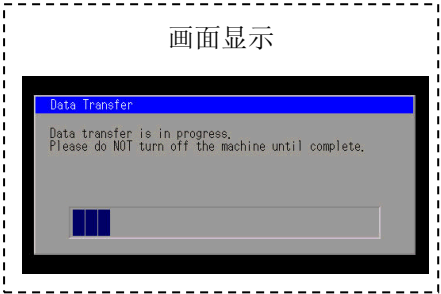 画面显示
Data Transfer
Data transfer is in progress.
Please do NOT turn off the machine until complete.